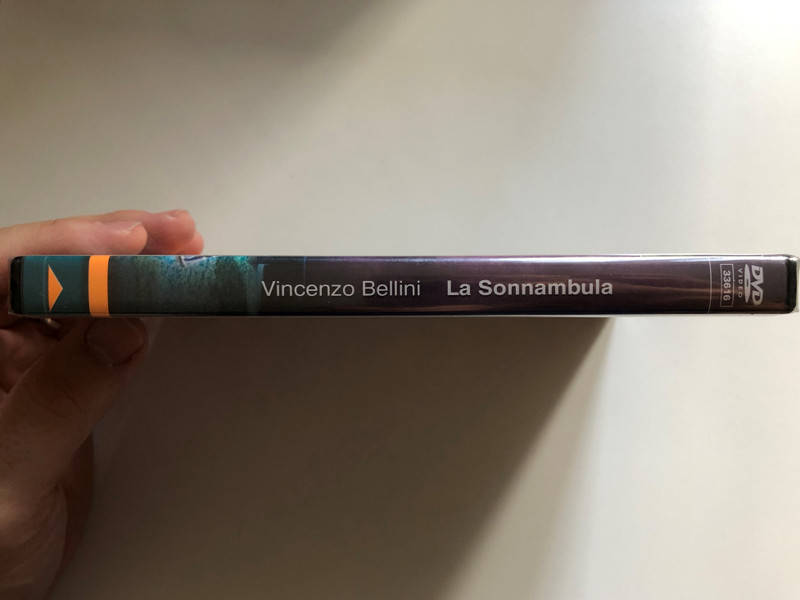 Vincenzo Bellini La Sonnambula
DVD
VIDEO
33616